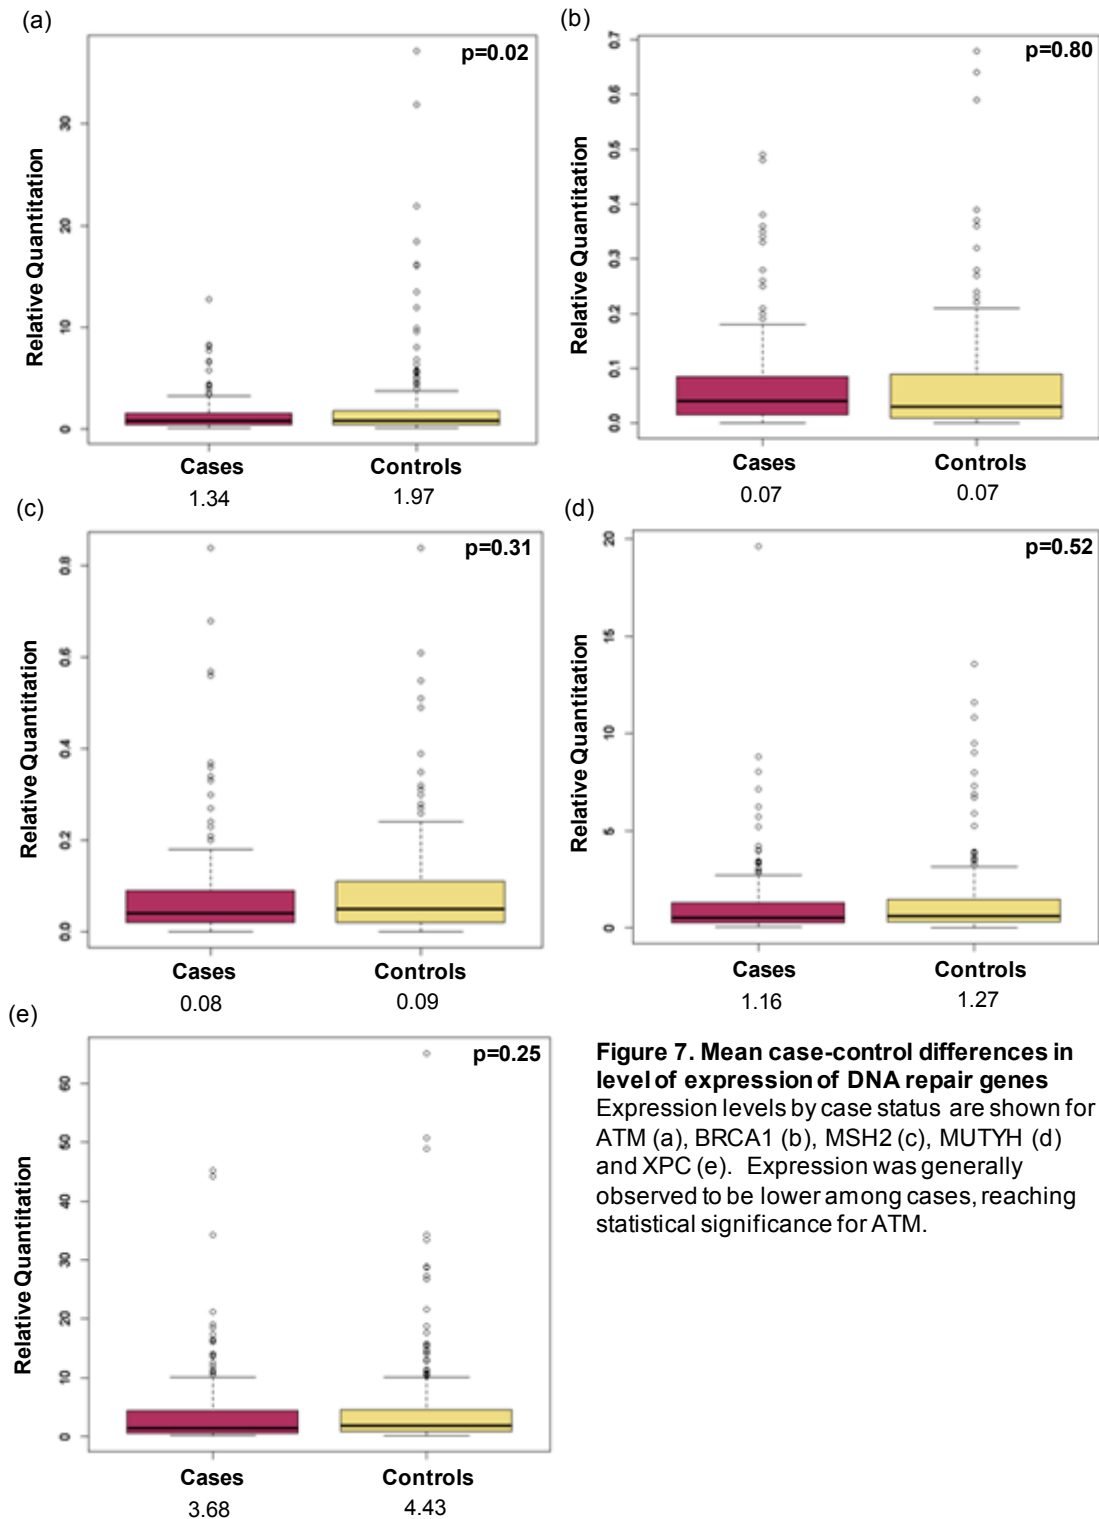 (a)
p=0.02
Relative Quantitation
30
20
10
0
Cases
Controls
1.34
1.97
(b)
p=0.80
Relative Quantitation
0.7
0.6
0.5
0.4
0.3
0.2
0.1
0.0
Cases
Controls
0.07
0.07
(c)
p=0.31
Relative Quantitation
0.8
0.6
0.4
0.2
0.0
Cases
Controls
0.08
0.09
(d)
p=0.52
Relative Quantitation
20
15
10
5
0
Cases
Controls
1.16
1.27
(e)
p=0.25
Relative Quantitation
60
50
40
30
20
10
0
Cases
Controls
3.68
4.43
Figure 7. Mean case-control differences in
level of expression of DNA repair genes
Expression levels by case status are shown for
ATM (a), BRCA1 (b), MSH2 (c), MUTYH (d)
and XPC (e). Expression was generally
observed to be lower among cases, reaching
statistical significance for ATM.